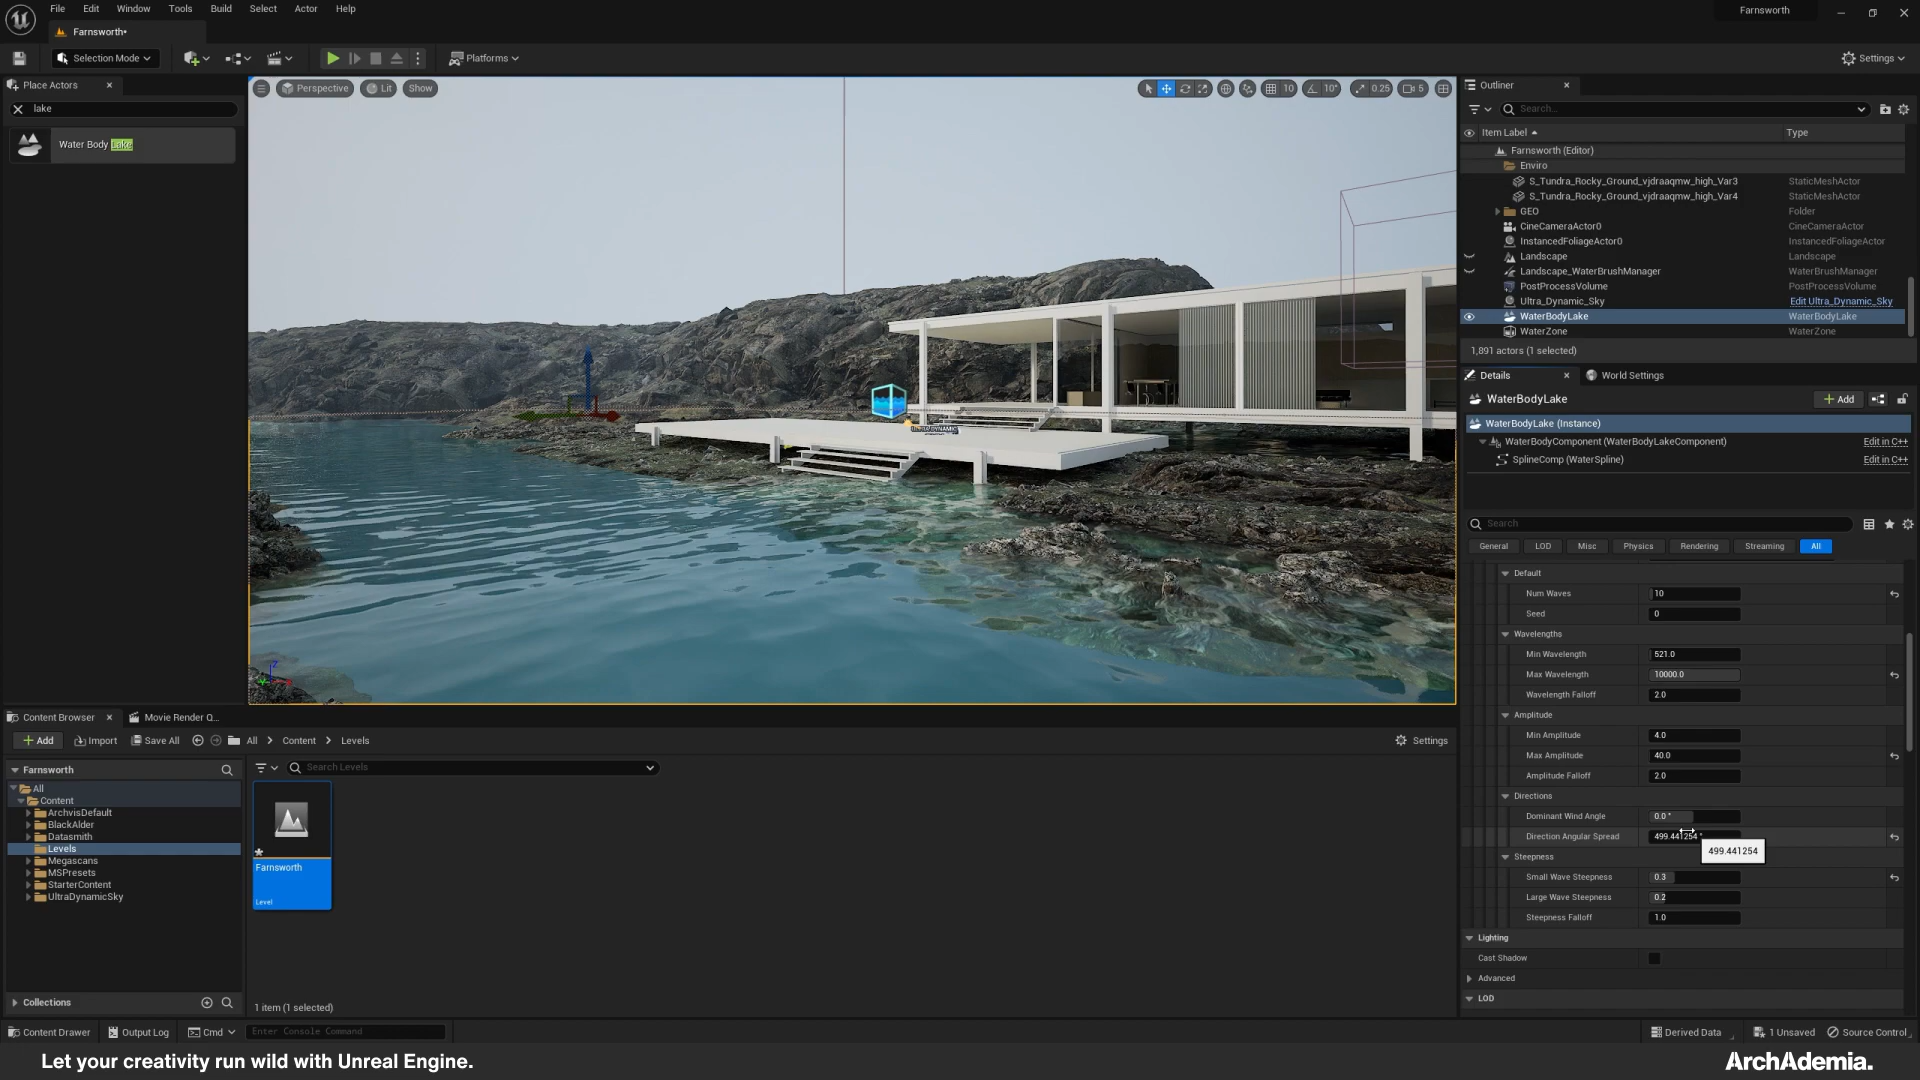 File Edit Window Tools Build Select Actor Help
Farnsworth
Farnsworth•
Selection Mode
Platforms
Settings
Place Actors
lake
Water Body Lake
Perspective
Lit
Show
10
10°
0.25
5
Outliner
Search...
Item Label
Type
Farnsworth (Editor)
Enviro
S_Tundra_Rocky_Ground_vjdraaqmw_high_Var3 StaticMeshActor
S_Tundra_Rocky_Ground_vjdraaqmw_high_Var4 StaticMeshActor
GEO Folder
CineCameraActor0 CineCameraActor
InstancedFoliageActor0 InstancedFoliageActor
Landscape Landscape
Landscape_WaterBrushManager WaterBrushManager
PostProcessVolume PostProcessVolume
Ultra_Dynamic_Sky Edit Ultra_Dynamic_Sky
WaterBodyLake WaterBodyLake
WaterZone WaterZone
1,891 actors (1 selected)
Details
World Settings
WaterBodyLake
Add
WaterBodyLake (Instance)
WaterBodyComponent (WaterBodyLakeComponent) Edit in C++
SplineComp (WaterSpline) Edit in C++
Search
General LOD Misc Physics Rendering Streaming All
Default
Num Waves 10
Seed 0
Wavelengths
Min Wavelength 521.0
Max Wavelength 10000.0
Wavelength Falloff 2.0
Amplitude
Min Amplitude 4.0
Max Amplitude 40.0
Amplitude Falloff 2.0
Directions
Dominant Wind Angle 0.0 °
Direction Angular Spread 499.441254 °
499.441254
Steepness
Small Wave Steepness 0.3
Large Wave Steepness 0.2
Steepness Falloff 1.0
Lighting
Cast Shadow
Advanced
LOD
Content Browser
Movie Render Q...
Add
Import
Save All
All
Content
Levels
Settings
Farnsworth
Search Levels
All
Content
ArchvisDefault
BlackAlder
Datasmith
Levels
Megascans
MSPresets
StarterContent
UltraDynamicSky
Farnsworth
Level
Collections
1 item (1 selected)
Content Drawer
Output Log
Cmd
Enter Console Command
Derived Data
1 Unsaved
Source Control
Let your creativity run wild with Unreal Engine.
ArchAdemia.